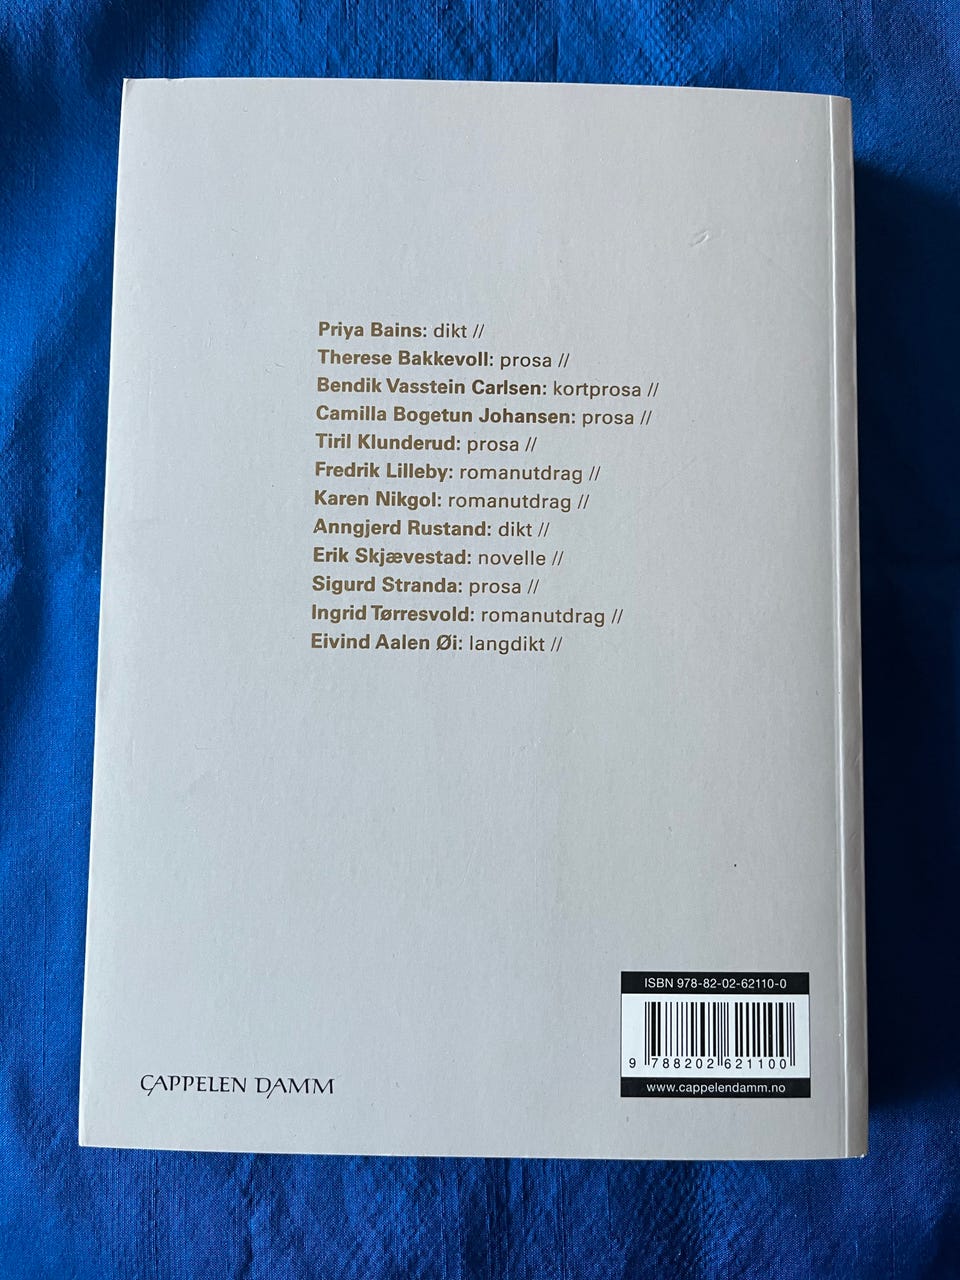 Priya Bains: dikt //
Therese Bakkevoll: prosa //
Bendik Vasstein Carlsen: kortprosa //
Camilla Bogetun Johansen: prosa //
Tiril Klunderud: prosa //
Fredrik Lilleby: romanutdrag //
Karen Nikgol: romanutdrag //
Anngjerd Rustand: dikt //
Erik Skjævestad: novelle //
Sigurd Stranda: prosa //
Ingrid Tørresvold: romanutdrag //
Eivind Aalen Øi: langdikt //
ISBN 978-82-02-62110-0
9 788202 621100
www.cappelendamm.no
CAPPELEN DAMM